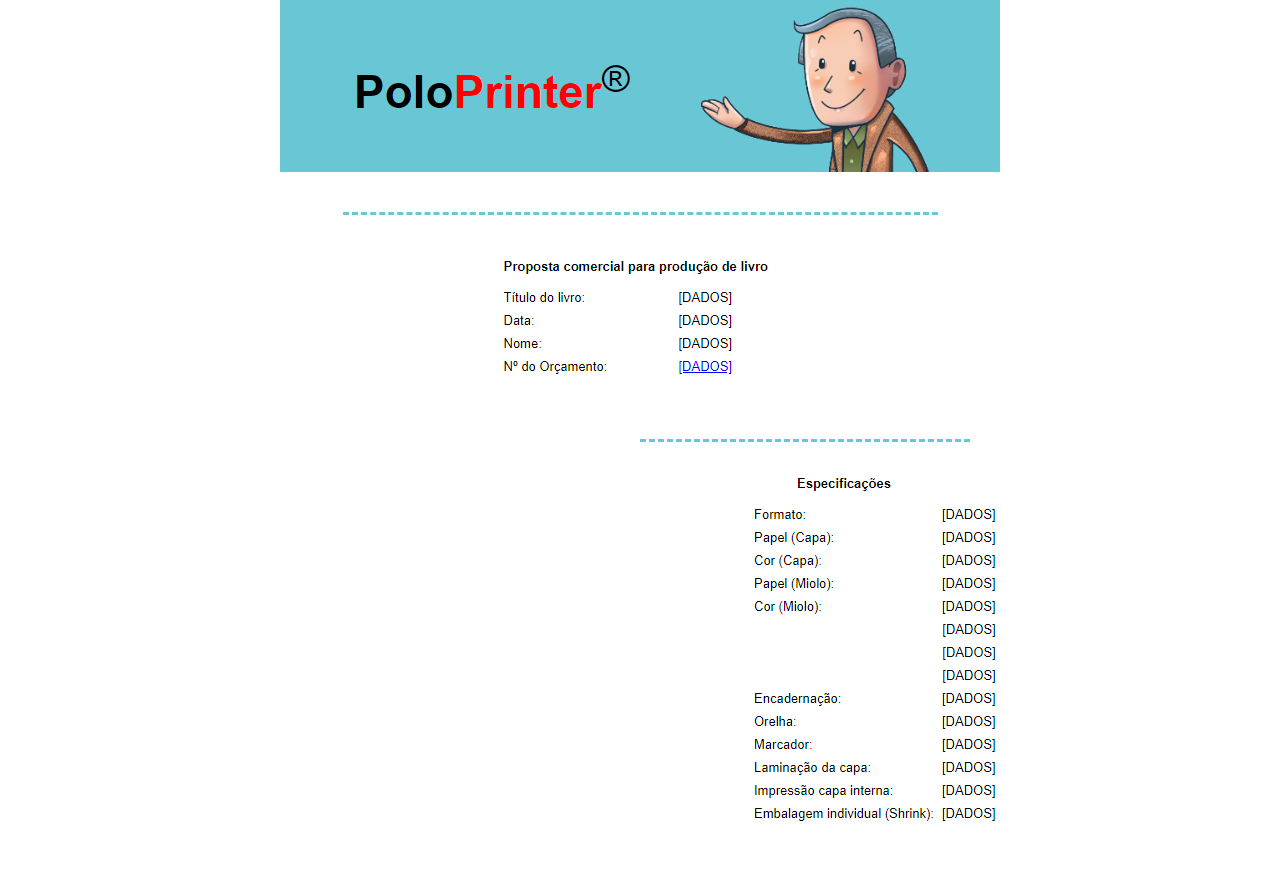 PoloPrinter®
Proposta comercial para produção de livro
Título do livro: [DADOS]
Data: [DADOS]
Nome: [DADOS]
Nº do Orçamento: [DADOS]
Especificações
Formato: [DADOS]
Papel (Capa): [DADOS]
Cor (Capa): [DADOS]
Papel (Miolo): [DADOS]
Cor (Miolo): [DADOS]
[DADOS]
[DADOS]
[DADOS]
Encadernação: [DADOS]
Orelha: [DADOS]
Marcador: [DADOS]
Laminação da capa: [DADOS]
Impressão capa interna: [DADOS]
Embalagem individual (Shrink): [DADOS]